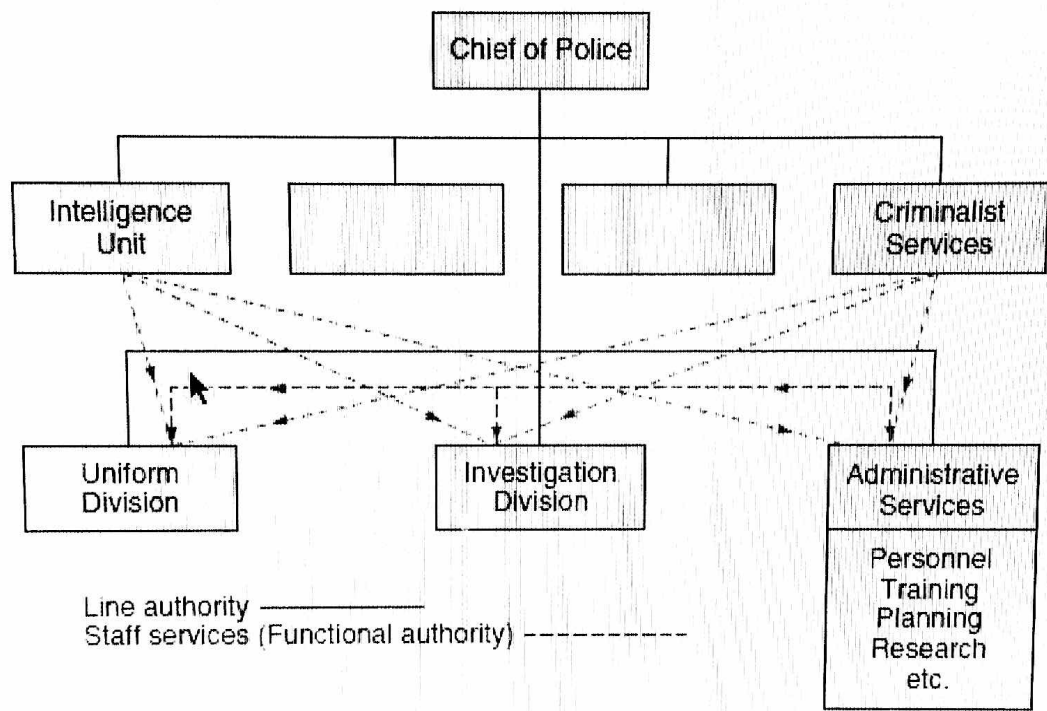 Chief of Police
Intelligence
Unit
Criminalist
Services
Uniform
Division
Investigation
Division
Administrative
Services
Personnel
Training
Planning
Research
etc.
Line authority
Staff services (Functional authority)